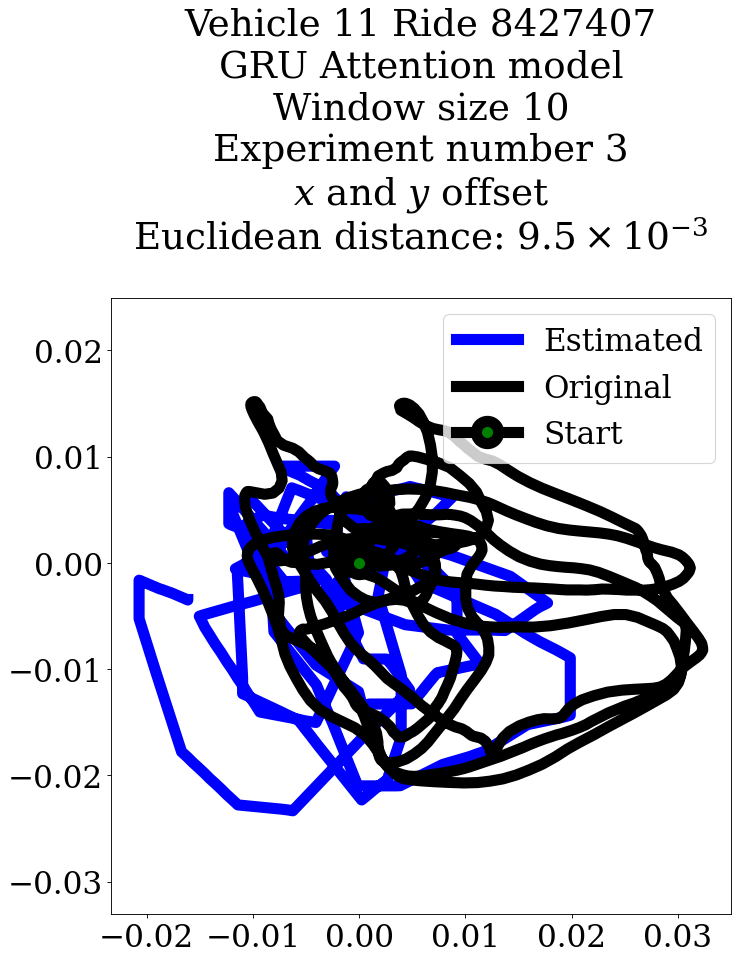 Vehicle 11 Ride 8427407
GRU Attention model
Window size 10
Experiment number 3
x and y offset
Euclidean distance: 9.5 × 10⁻³
Estimated
Original
Start
0.02
0.01
0.00
−0.01
−0.02
−0.03
−0.02 −0.01 0.00 0.01 0.02 0.03